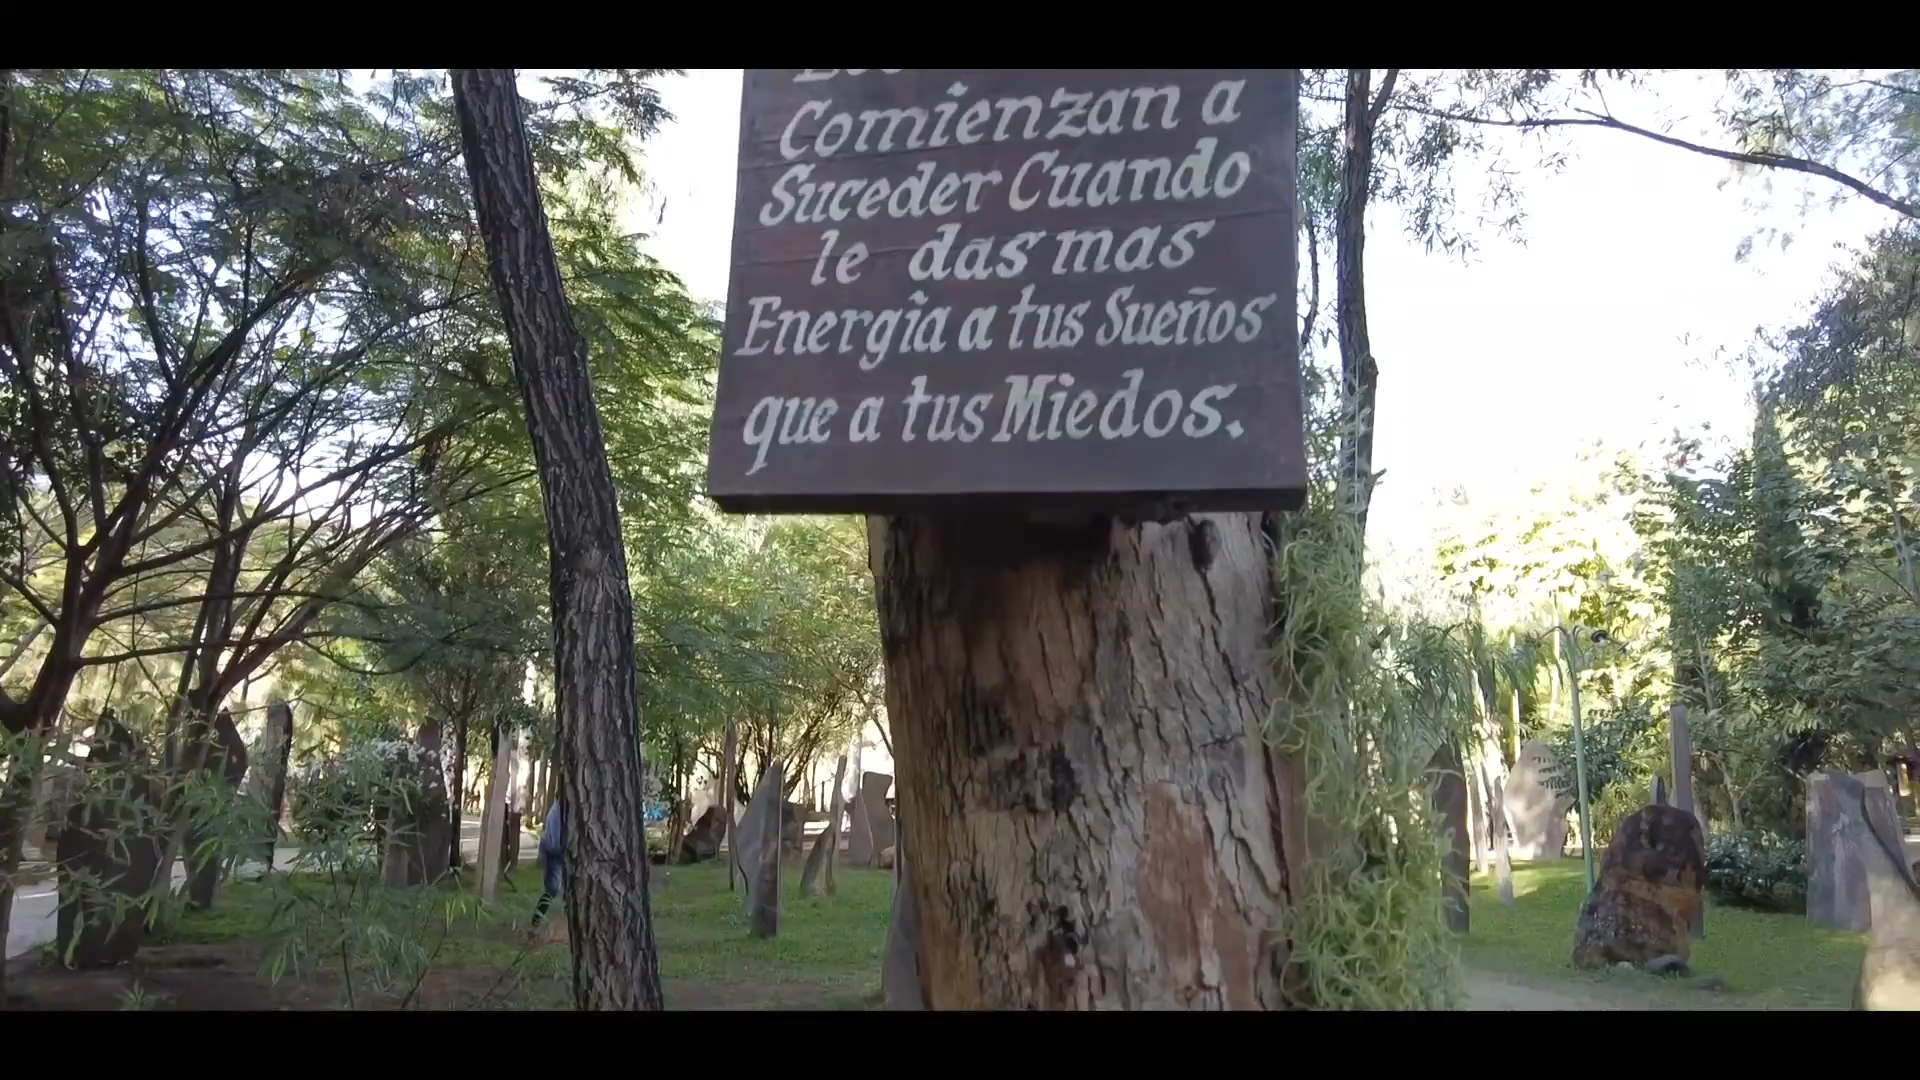 Comienzan a
Suceder Cuando
le das mas
Energia a tus Sueños
que a tus Miedos.